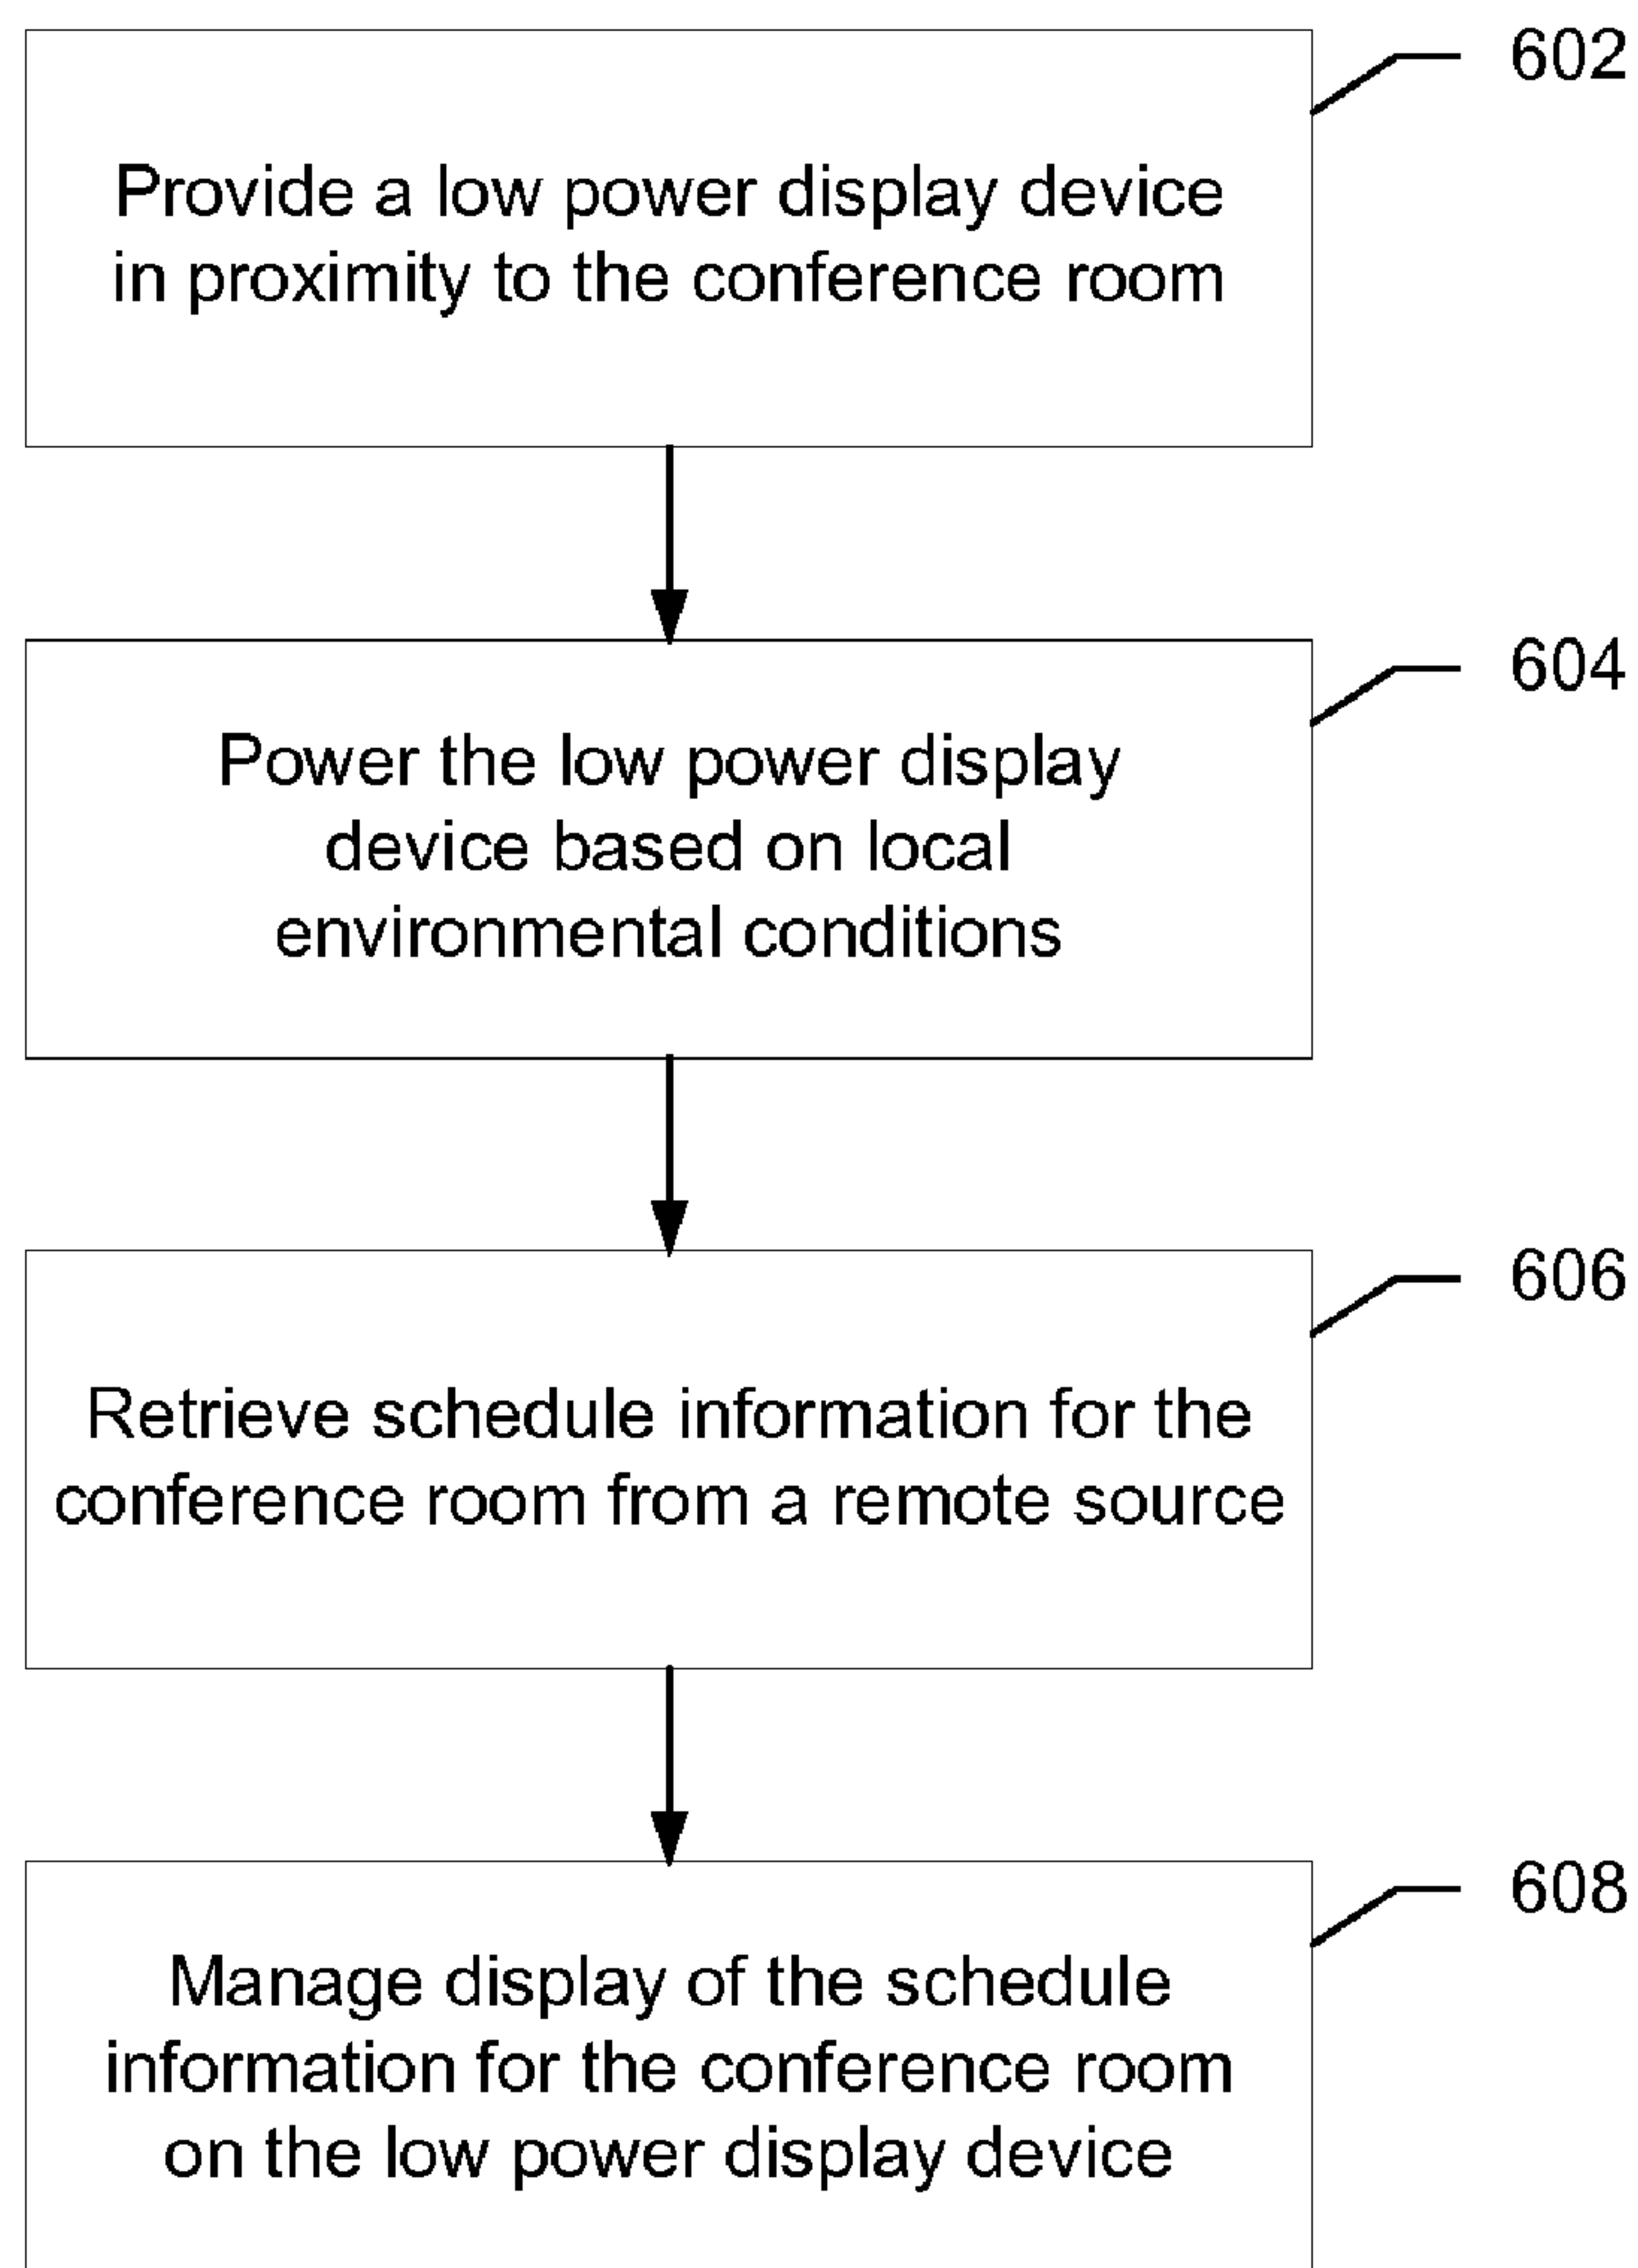 602
Provide a low power display device
in proximity to the conference room
604
Power the low power display
device based on local
environmental conditions
606
Retrieve schedule information for the
conference room from a remote source
608
Manage display of the schedule
information for the conference room
on the low power display device